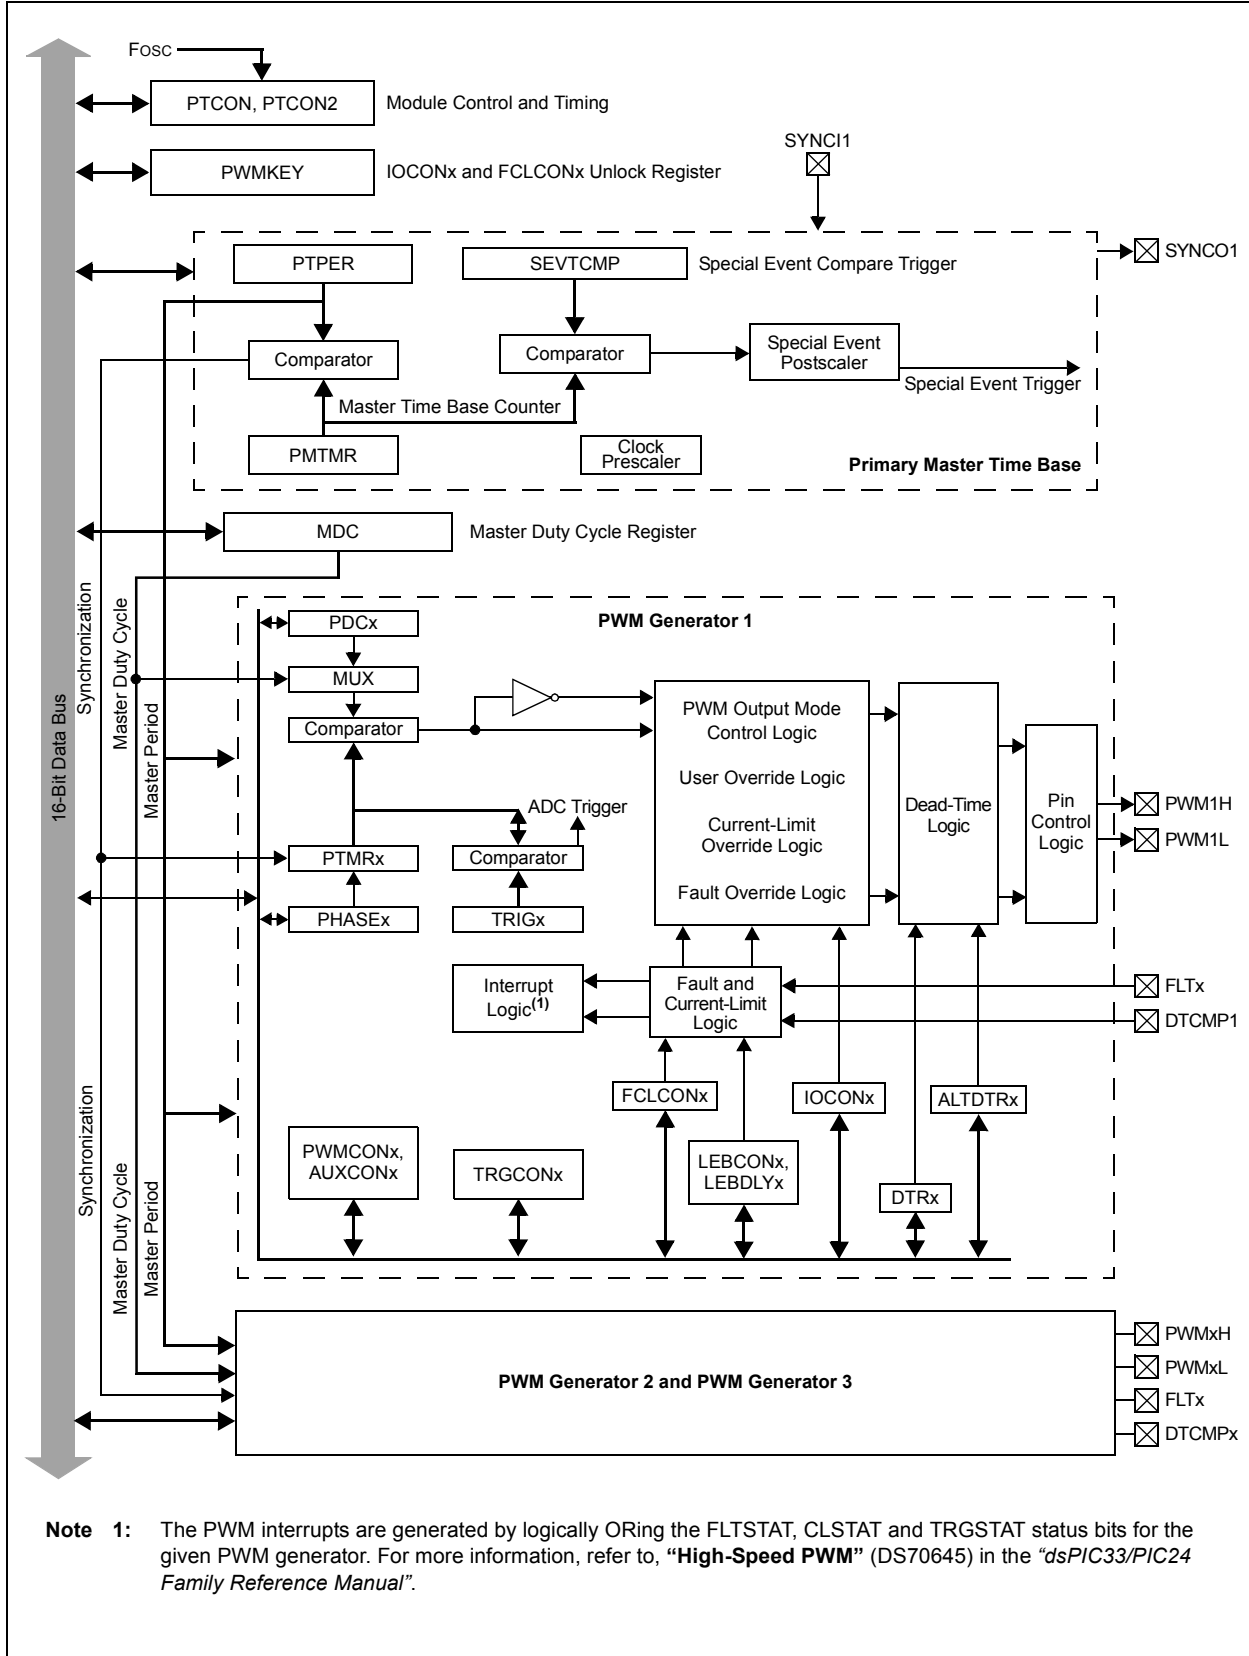 FOSC
PTCON, PTCON2
Module Control and Timing
PWMKEY
IOCONx and FCLCONx Unlock Register
SYNCI1
SYNCO1
PTPER
SEVTCMP
Special Event Compare Trigger
Comparator
Comparator
Special Event
Postscaler
Special Event Trigger
Master Time Base Counter
PMTMR
Clock
Prescaler
Primary Master Time Base
MDC
Master Duty Cycle Register
16-Bit Data Bus
Synchronization
Master Duty Cycle
Master Period
PWM Generator 1
PDCx
MUX
Comparator
PTMRx
PHASEx
ADC Trigger
Comparator
TRIGx
PWM Output Mode
Control Logic
User Override Logic
Current-Limit
Override Logic
Fault Override Logic
Dead-Time
Logic
Pin
Control
Logic
PWM1H
PWM1L
Interrupt
Logic(1)
Fault and
Current-Limit
Logic
FLTx
DTCMP1
FCLCONx
IOCONx
ALTDTRx
PWMCONx,
AUXCONx
TRGCONx
LEBCONx,
LEBDLYx
DTRx
Synchronization
Master Duty Cycle
Master Period
PWM Generator 2 and PWM Generator 3
PWMxH
PWMxL
FLTx
DTCMPx
Note 1: The PWM interrupts are generated by logically ORing the FLTSTAT, CLSTAT and TRGSTAT status bits for the
given PWM generator. For more information, refer to, “High-Speed PWM” (DS70645) in the “dsPIC33/PIC24
Family Reference Manual”.